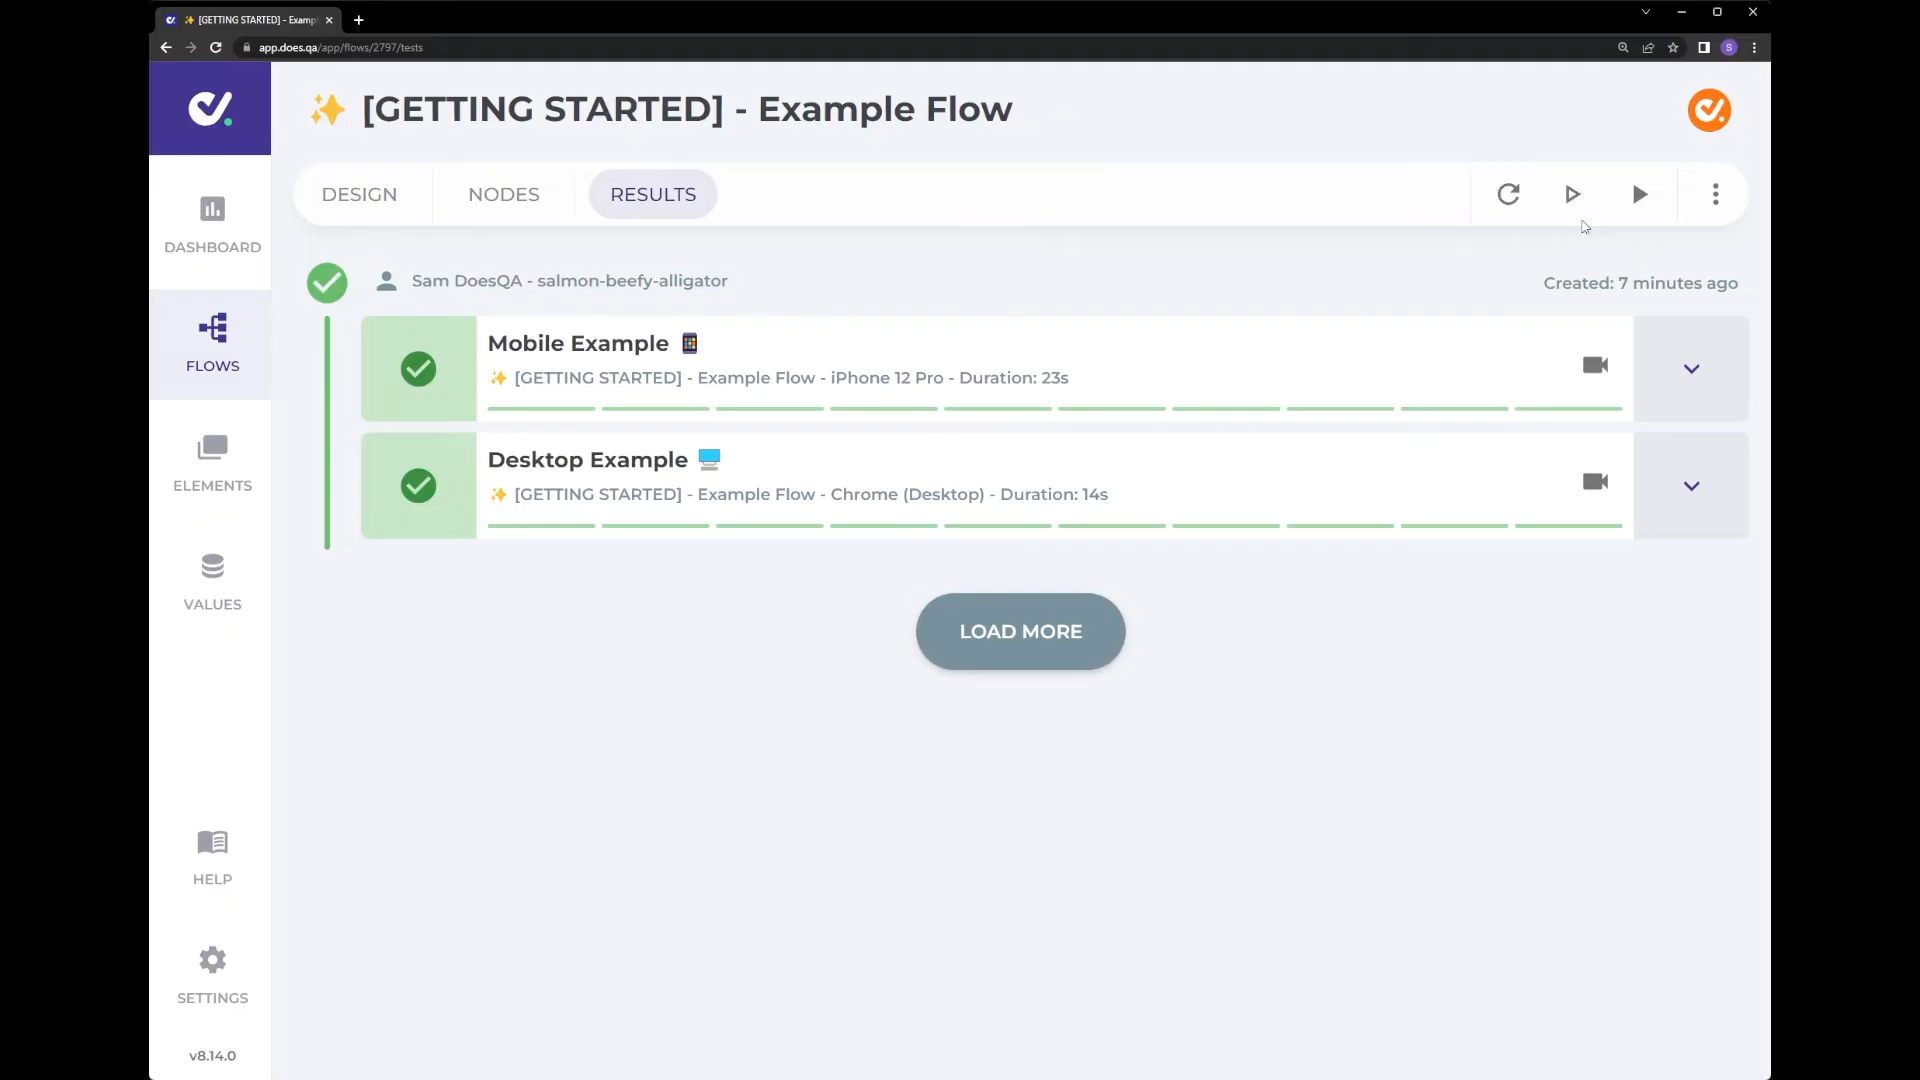 [GETTING STARTED] - Examp
app.does.qa/app/flows/2797/tests
S
✨ [GETTING STARTED] - Example Flow
DESIGN
NODES
RESULTS
DASHBOARD
FLOWS
ELEMENTS
VALUES
HELP
SETTINGS
v8.14.0
Sam DoesQA - salmon-beefy-alligator
Created: 7 minutes ago
Mobile Example
✨ [GETTING STARTED] - Example Flow - iPhone 12 Pro - Duration: 23s
Desktop Example
✨ [GETTING STARTED] - Example Flow - Chrome (Desktop) - Duration: 14s
LOAD MORE